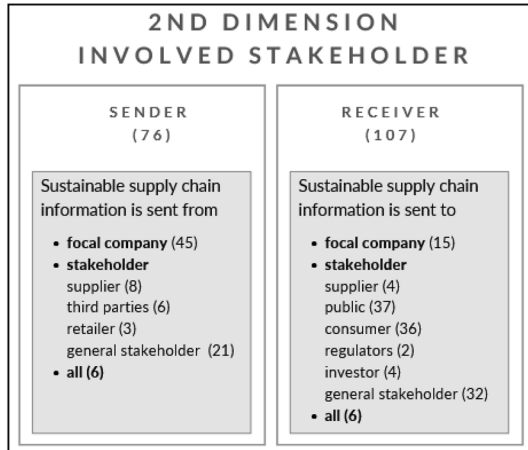 2ND DIMENSION
INVOLVED STAKEHOLDER
SENDER
(76)
Sustainable supply chain
information is sent from
• focal company (45)
• stakeholder
supplier (8)
third parties (6)
retailer (3)
general stakeholder (21)
• all (6)
RECEIVER
(107)
Sustainable supply chain
information is sent to
• focal company (15)
• stakeholder
supplier (4)
public (37)
consumer (36)
regulators (2)
investor (4)
general stakeholder (32)
• all (6)